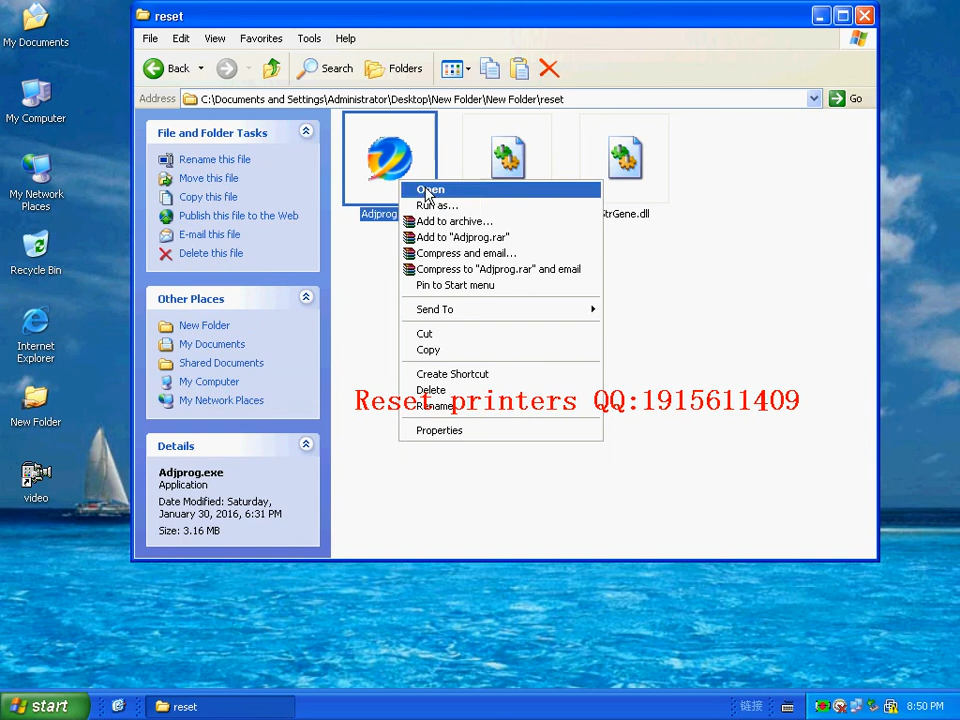 My Documents
My Computer
My Network
Places
Recycle Bin
Internet
Explorer
New Folder
video
reset
File Edit View Favorites Tools Help
Back Search Folders
Address C:\Documents and Settings\Administrator\Desktop\New Folder\New Folder\reset Go
File and Folder Tasks
Rename this file
Move this file
Copy this file
Publish this file to the Web
E-mail this file
Delete this file
Other Places
New Folder
My Documents
Shared Documents
My Computer
My Network Places
Details
Adjprog.exe
Application
Date Modified: Saturday,
January 30, 2016, 6:31 PM
Size: 3.16 MB
Adjprog
StrGene.dll
Open
Run as...
Add to archive...
Add to "Adjprog.rar"
Compress and email...
Compress to "Adjprog.rar" and email
Pin to Start menu
Send To
Cut
Copy
Create Shortcut
Delete
Rename
Properties
Reset printers QQ:1915611409
start
reset
链接
8:50 PM